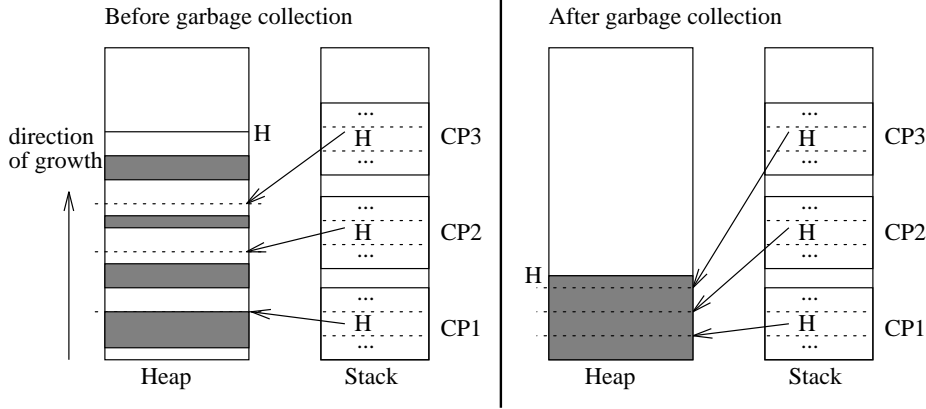 Before garbage collection
direction
of growth
H
...
H
...
CP3
...
H
...
CP2
...
H
...
CP1
Heap
Stack
After garbage collection
H
...
H
...
CP3
...
H
...
CP2
...
H
...
CP1
Heap
Stack